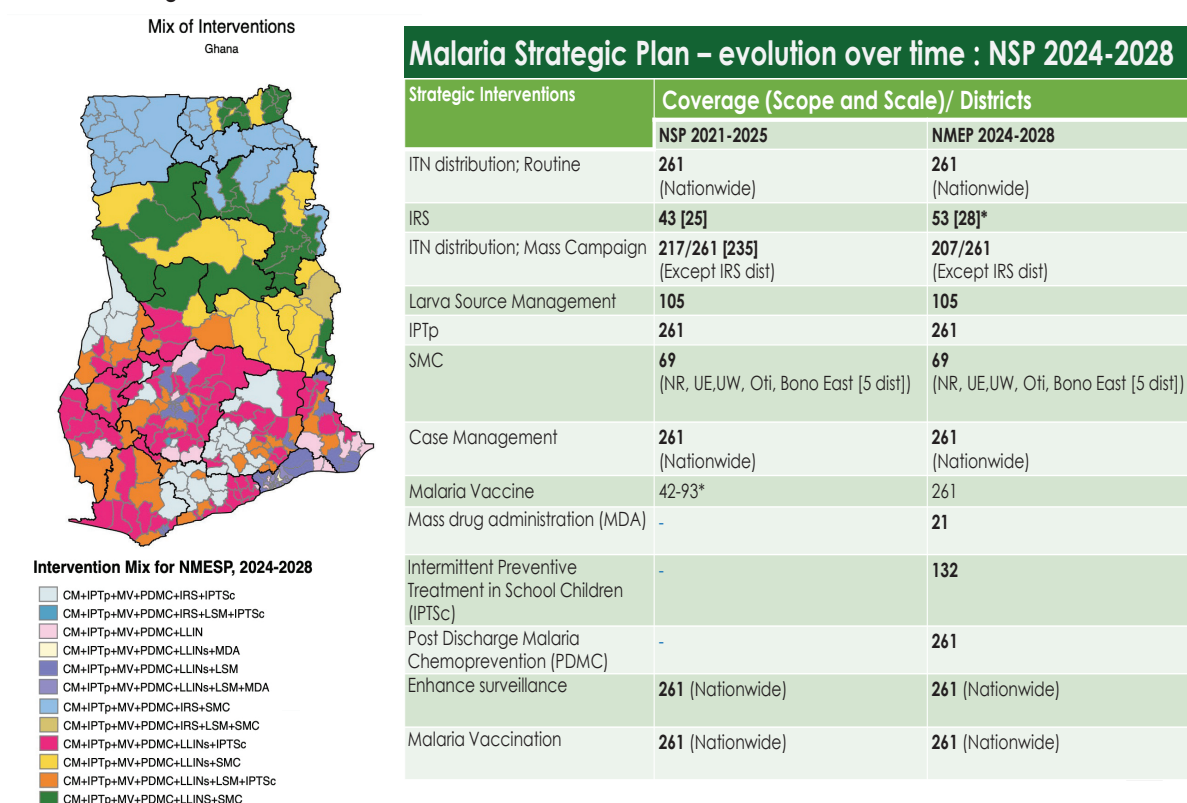 Mix of Interventions
Ghana
Intervention Mix for NMESP, 2024-2028
CM+IPTp+MV+PDMC+IRS+IPTSc
CM+IPTp+MV+PDMC+IRS+LSM+IPTSc
CM+IPTp+MV+PDMC+LLIN
CM+IPTp+MV+PDMC+LLINs+MDA
CM+IPTp+MV+PDMC+LLINs+LSM
CM+IPTp+MV+PDMC+LLINs+LSM+MDA
CM+IPTp+MV+PDMC+IRS+SMC
CM+IPTp+MV+PDMC+IRS+LSM+SMC
CM+IPTp+MV+PDMC+LLINs+IPTSc
CM+IPTp+MV+PDMC+LLINs+SMC
CM+IPTp+MV+PDMC+LLINs+LSM+IPTSc
CM+IPTp+MV+PDMC+LLINS+SMC
Malaria Strategic Plan – evolution over time : NSP 2024-2028
Strategic Interventions Coverage (Scope and Scale)/ Districts
NSP 2021-2025 NMEP 2024-2028
ITN distribution; Routine 261 261
(Nationwide) (Nationwide)
IRS 43 [25] 53 [28]*
ITN distribution; Mass Campaign 217/261 [235] 207/261
(Except IRS dist) (Except IRS dist)
Larva Source Management 105 105
IPTp 261 261
SMC 69 69
(NR, UE,UW, Oti, Bono East [5 dist]) (NR, UE,UW, Oti, Bono East [5 dist])
Case Management 261 261
(Nationwide) (Nationwide)
Malaria Vaccine 42-93* 261
Mass drug administration (MDA) - 21
Intermittent Preventive - 132
Treatment in School Children
(IPTSc)
Post Discharge Malaria - 261
Chemoprevention (PDMC)
Enhance surveillance 261 (Nationwide) 261 (Nationwide)
Malaria Vaccination 261 (Nationwide) 261 (Nationwide)